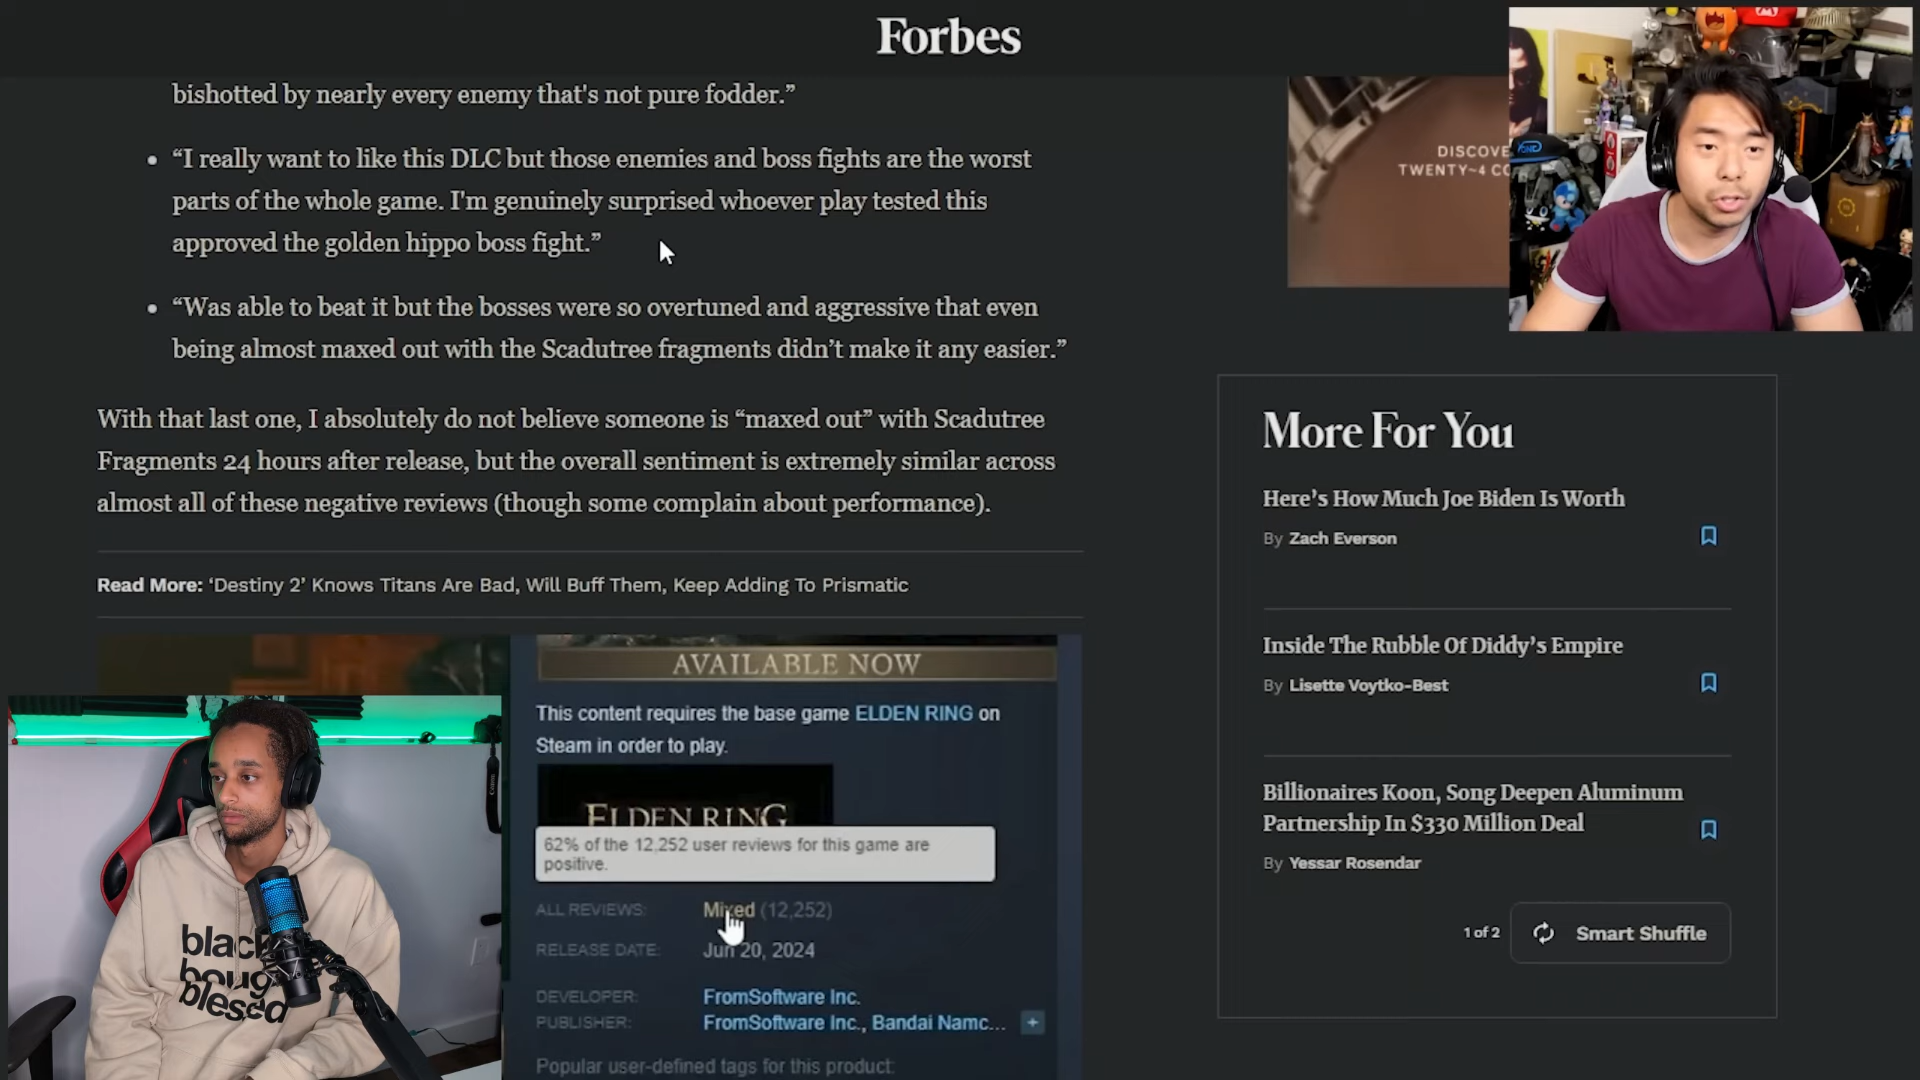 Forbes
bishotted by nearly every enemy that's not pure fodder.”
“I really want to like this DLC but those enemies and boss fights are the worst
parts of the whole game. I'm genuinely surprised whoever play tested this
approved the golden hippo boss fight.”
“Was able to beat it but the bosses were so overtuned and aggressive that even
being almost maxed out with the Scadutree fragments didn’t make it any easier.”
With that last one, I absolutely do not believe someone is “maxed out” with Scadutree
Fragments 24 hours after release, but the overall sentiment is extremely similar across
almost all of these negative reviews (though some complain about performance).
Read More: ‘Destiny 2’ Knows Titans Are Bad, Will Buff Them, Keep Adding To Prismatic
AVAILABLE NOW
This content requires the base game ELDEN RING on
Steam in order to play.
ELDEN RING
62% of the 12,252 user reviews for this game are
positive.
ALL REVIEWS: Mixed (12,252)
RELEASE DATE: Jun 20, 2024
DEVELOPER: FromSoftware Inc.
PUBLISHER: FromSoftware Inc., Bandai Namc... +
Popular user-defined tags for this product:
black
blessed
DISCOVE
TWENTY~4 CO
More For You
Here’s How Much Joe Biden Is Worth
By Zach Everson
Inside The Rubble Of Diddy’s Empire
By Lisette Voytko-Best
Billionaires Koon, Song Deepen Aluminum
Partnership In $330 Million Deal
By Yessar Rosendar
1 of 2 Smart Shuffle